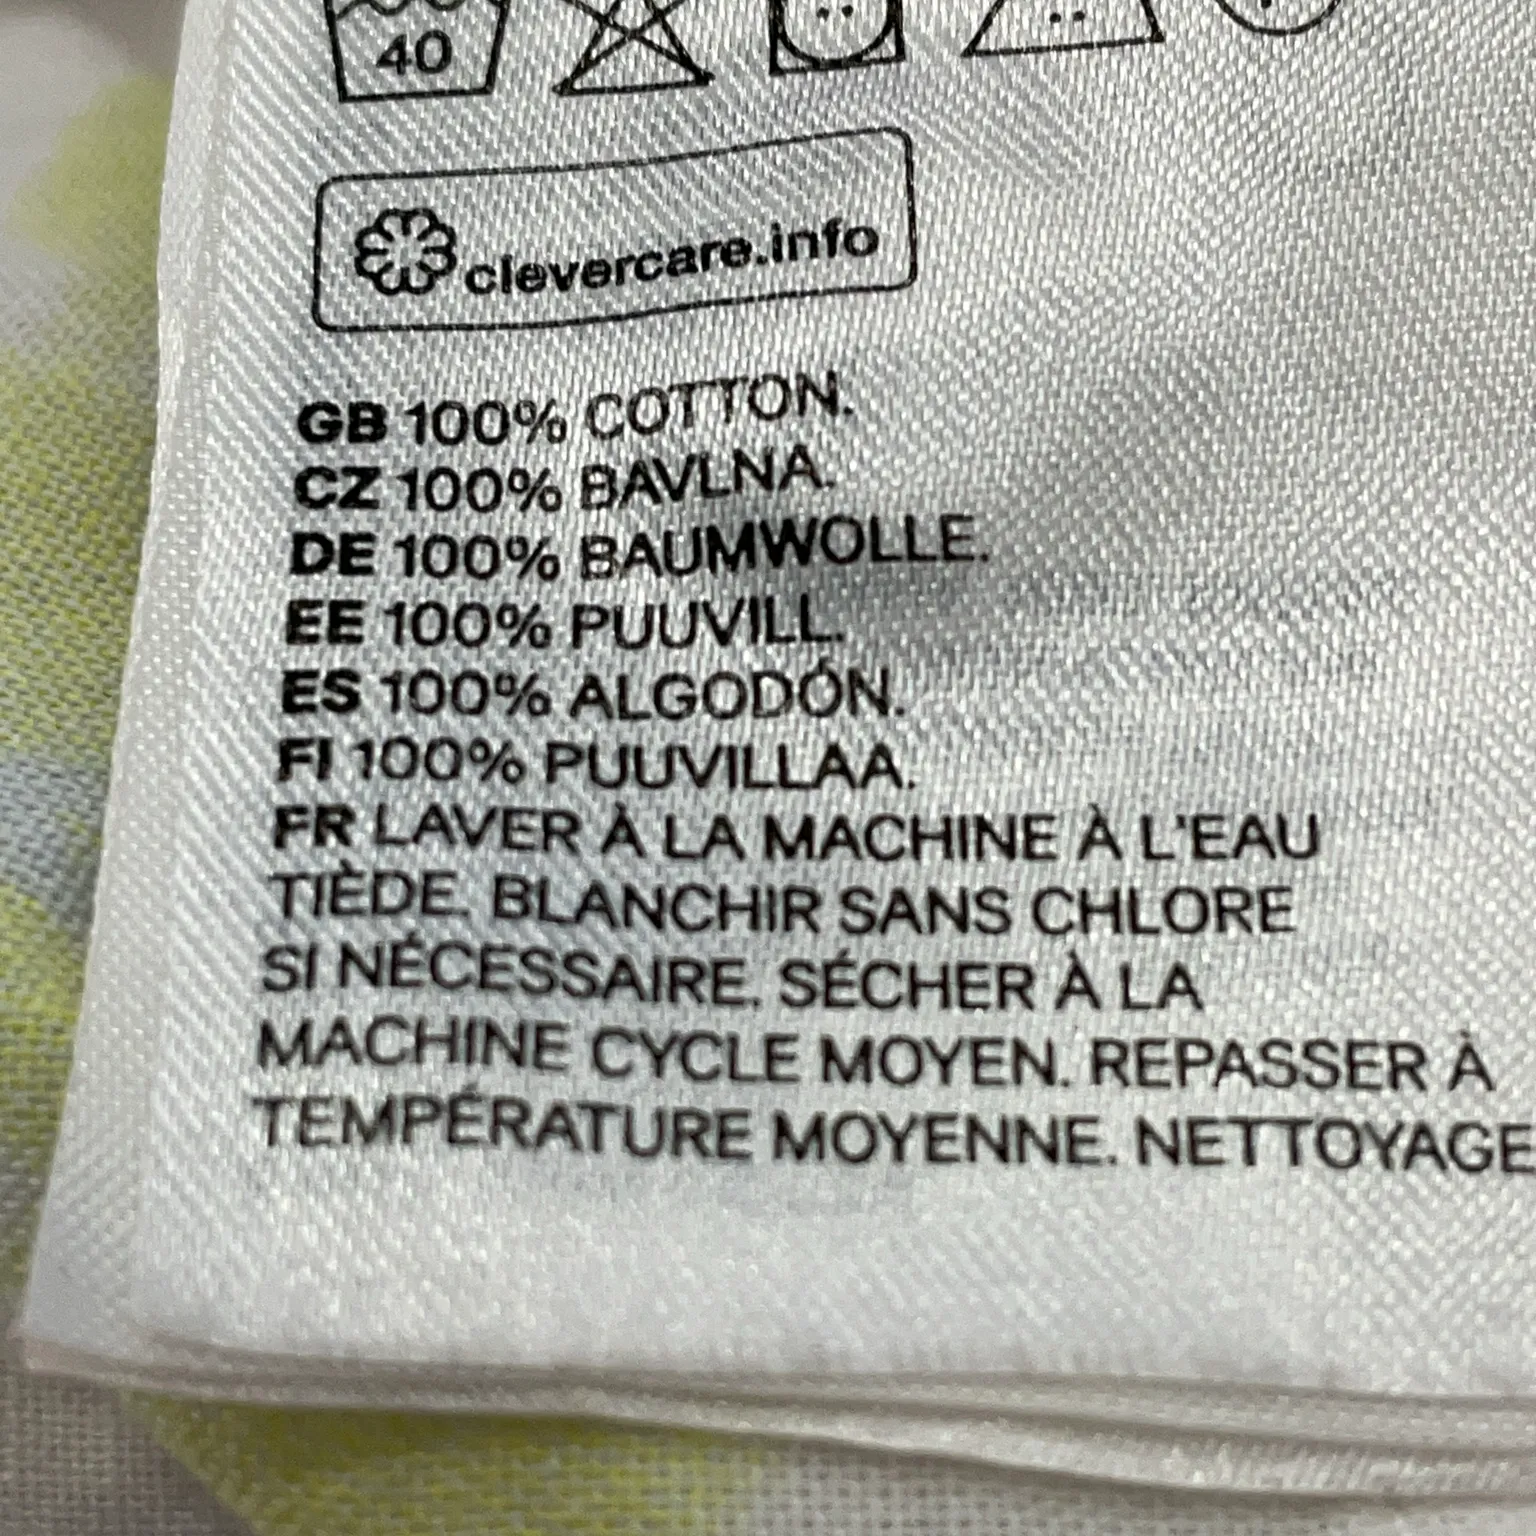 40
clevercare.info
GB 100% COTTON.
CZ 100% BAVLNA.
DE 100% BAUMWOLLE.
EE 100% PUUVILL.
ES 100% ALGODÓN.
FI 100% PUUVILLAA.
FR LAVER À LA MACHINE À L'EAU
TIÈDE. BLANCHIR SANS CHLORE
SI NÉCESSAIRE. SÉCHER À LA
MACHINE CYCLE MOYEN. REPASSER À
TEMPÉRATURE MOYENNE. NETTOYAGE